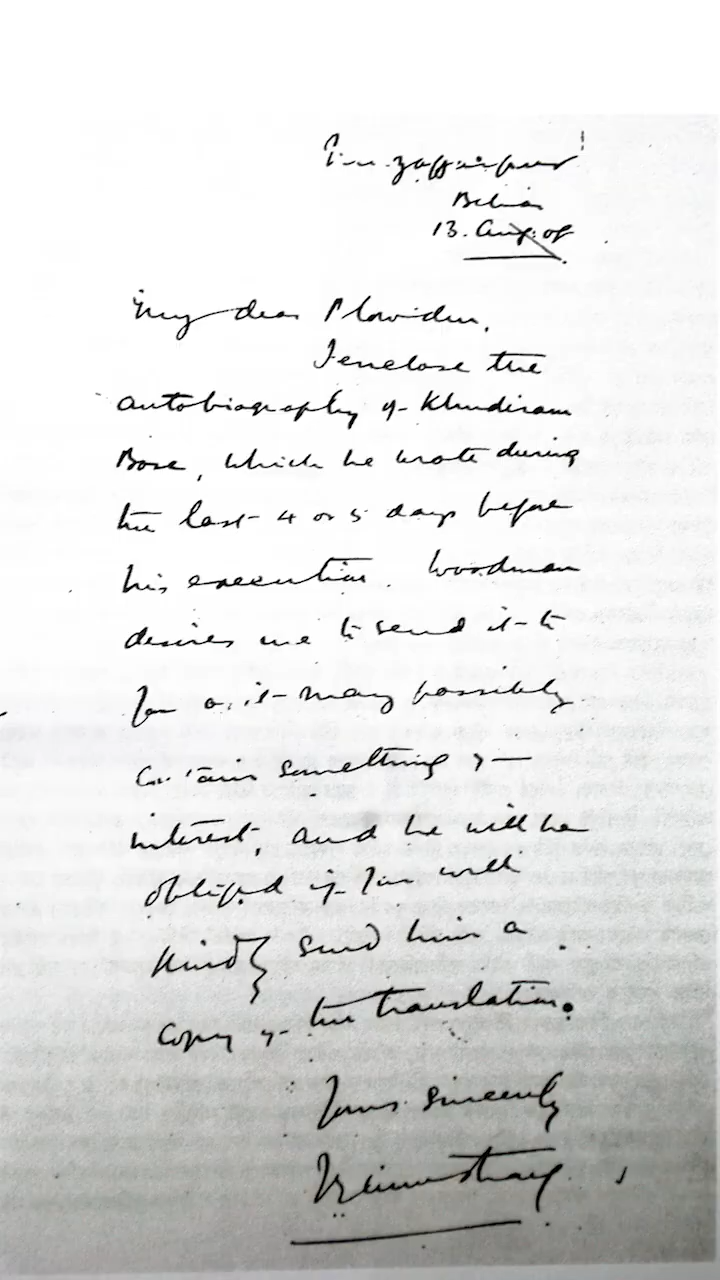 Muzaffarpur
Behar
13. Aug. 08
My dear Plowden,
I enclose the
autobiography of Khudiram
Bose, which he wrote during
the last 4 or 5 days before
his execution. Woodman
desires me to send it to
you as it may possibly
contain something of
interest and he will be
obliged if you will
kindly send him a
copy of the translation.
Yours sincerely